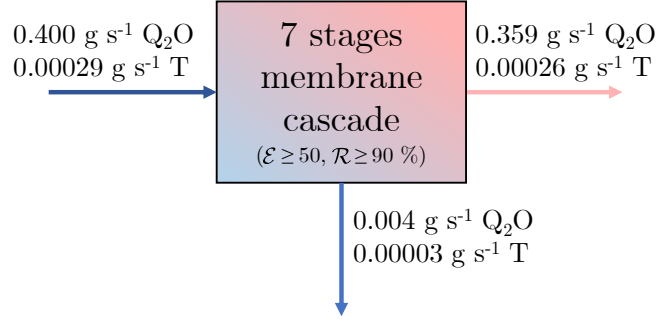 0.400 g s⁻¹ Q₂O
0.00029 g s⁻¹ T
7 stages
membrane
cascade
(ℰ ≥ 50, ℛ ≥ 90 %)
0.359 g s⁻¹ Q₂O
0.00026 g s⁻¹ T
0.004 g s⁻¹ Q₂O
0.00003 g s⁻¹ T